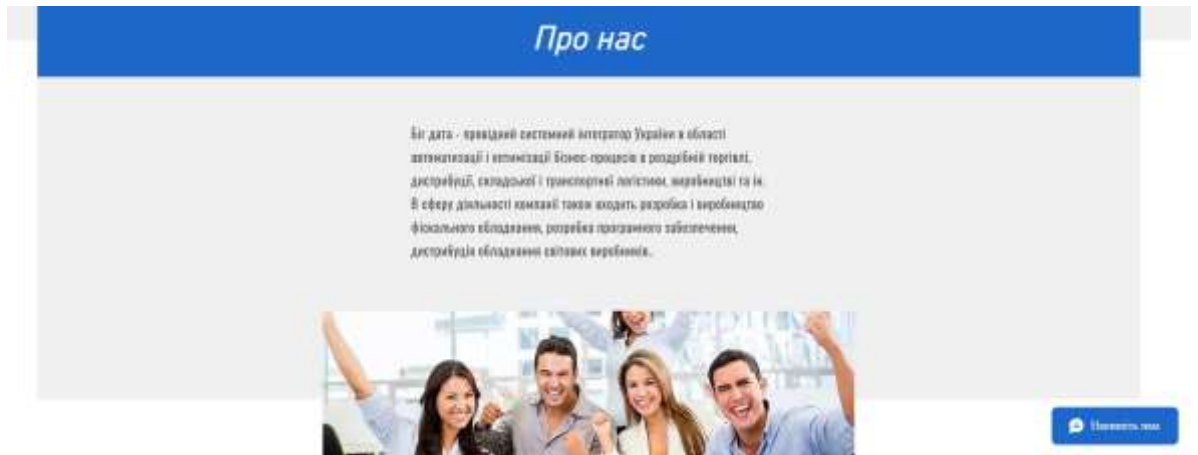 Про нас
Біг дата - провідний системний інтегратор України в області
автоматизації і оптимізації бізнес-процесів в роздрібній торгівлі,
дистрибуції, складської і транспортної логістики, виробництві та ін.
В сферу діяльності компанії також входить розробка і виробництво
фіскального обладнання, розробка програмного забезпечення,
дистрибуція обладнання світових виробників..
Напишіть нам